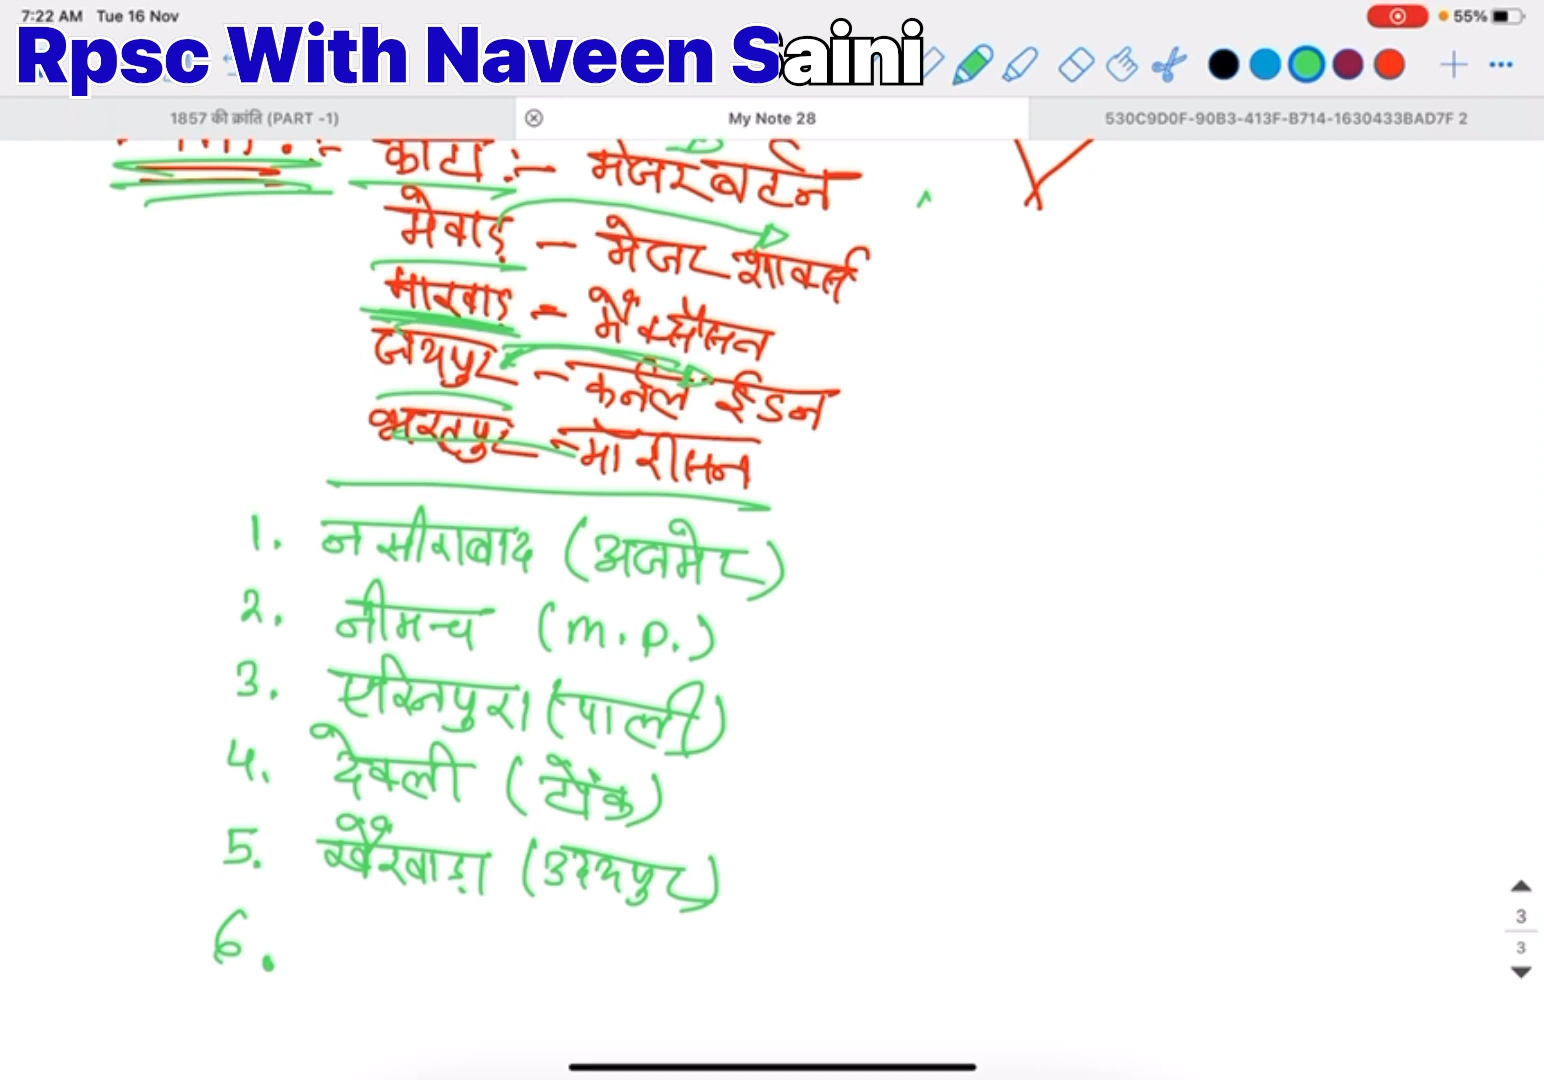 7:22 AM Tue 16 Nov
55%
Rpsc With Naveen Saini
1857 की क्रांति (PART -1)
My Note 28
530C9D0F-90B3-413F-B714-1630433BAD7F 2
:- कोटा :- मेजर बर्टन
मेवाड़ - मेजर शावर्स
मारवाड़ - मैक्मैसन
जयपुर - कर्नल ईडन
भरतपुर - मॉरीसन
1. नसीराबाद (अजमेर)
2. नीमच (M.P.)
3. एरिनपुरा (पाली)
4. देवली (टोंक)
5. खैरवाड़ा (उदयपुर)
6.
3
3